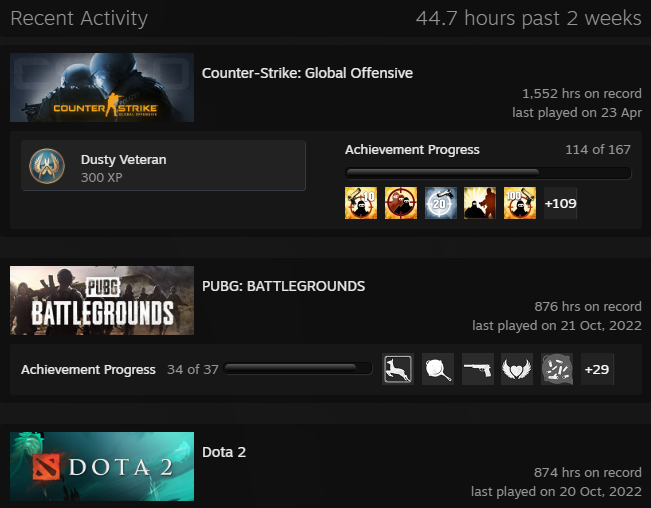 Recent Activity 44.7 hours past 2 weeks
COUNTER STRIKE
GLOBAL OFFENSIVE
Counter-Strike: Global Offensive
1,552 hrs on record
last played on 23 Apr
Dusty Veteran
300 XP
Achievement Progress 114 of 167
10
20
100
+109
PUBG
BATTLEGROUNDS
PUBG: BATTLEGROUNDS
876 hrs on record
last played on 21 Oct, 2022
Achievement Progress 34 of 37
+29
DOTA 2
Dota 2
874 hrs on record
last played on 20 Oct, 2022